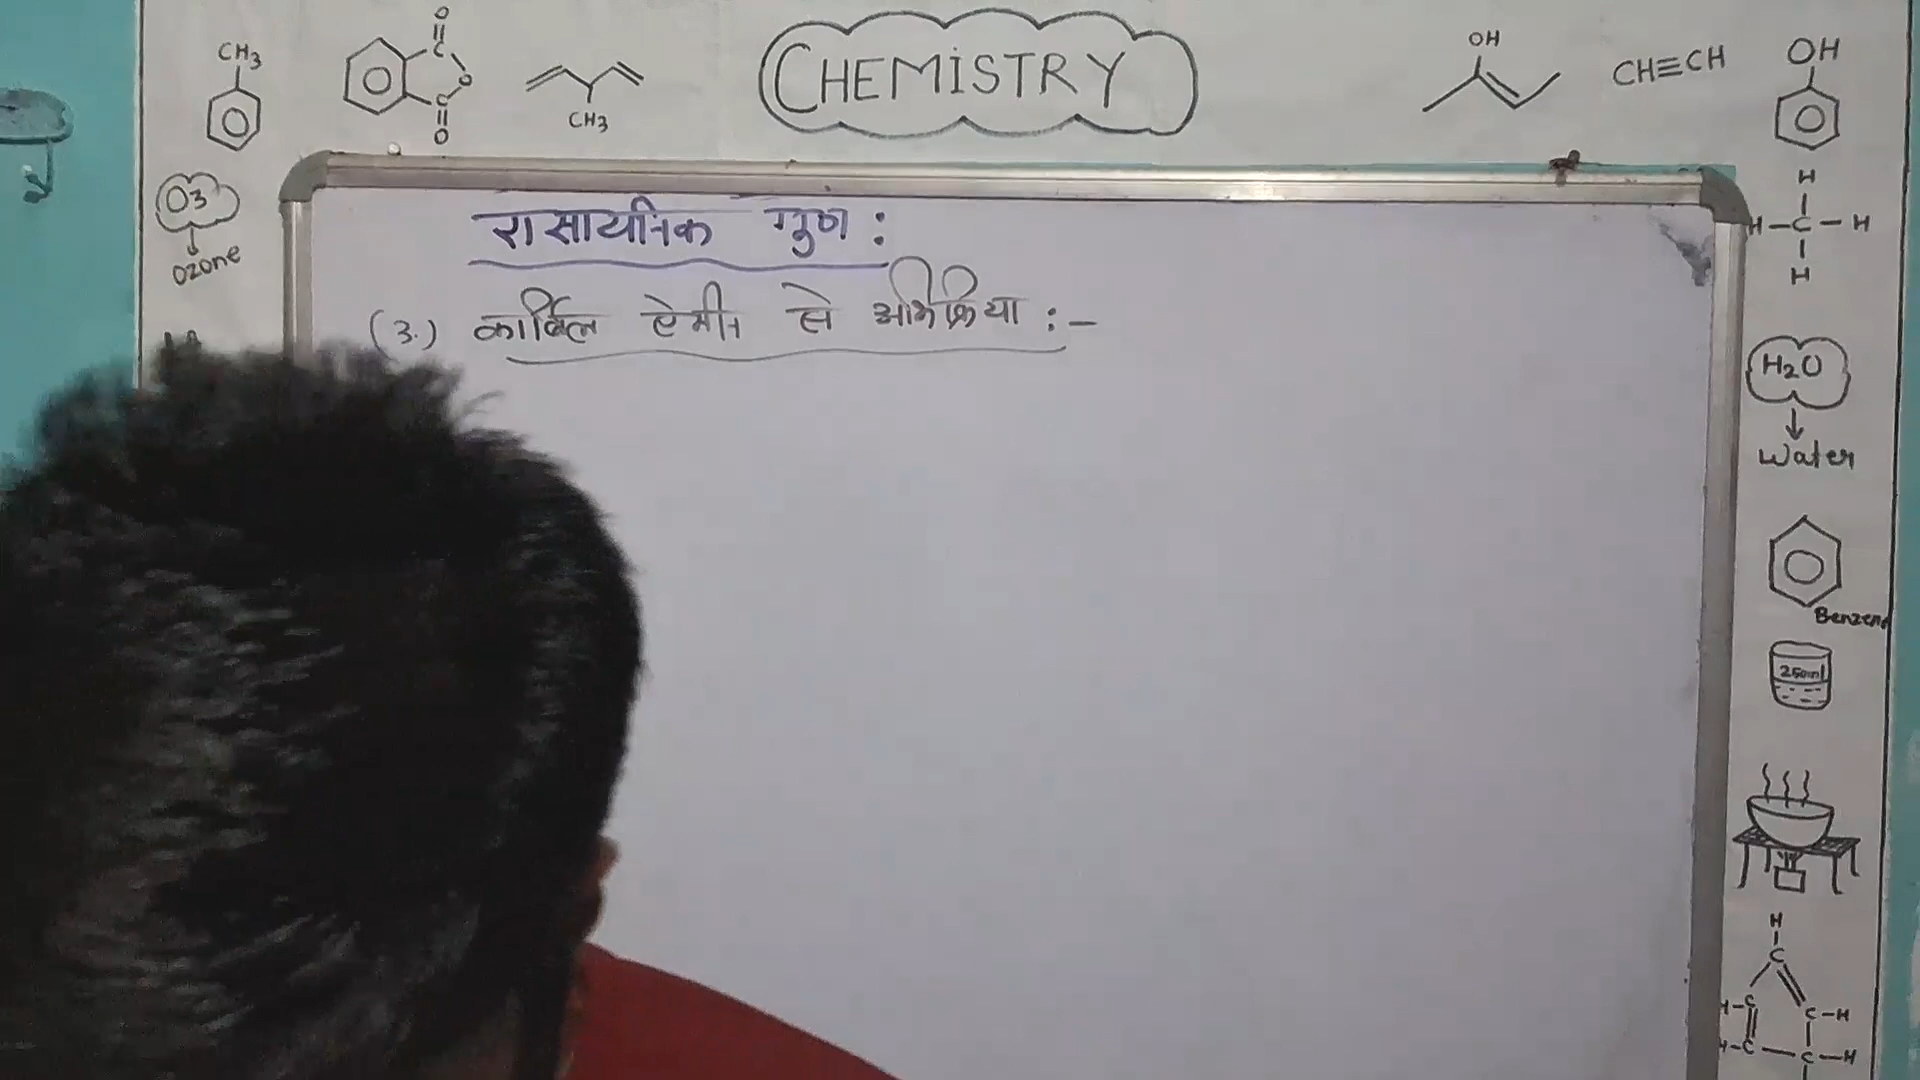 CHEMISTRY
CH3
O
C
O
C
O
CH3
OH
CH≡CH
OH
O3
Ozone
रासायनिक गुण :
(3.) कार्बिल ऐमीन से अभिक्रिया :-
H
H-C-H
H
H2O
Water
Benzene
250ml
H
C
H-C
C-H
H-C
C-H